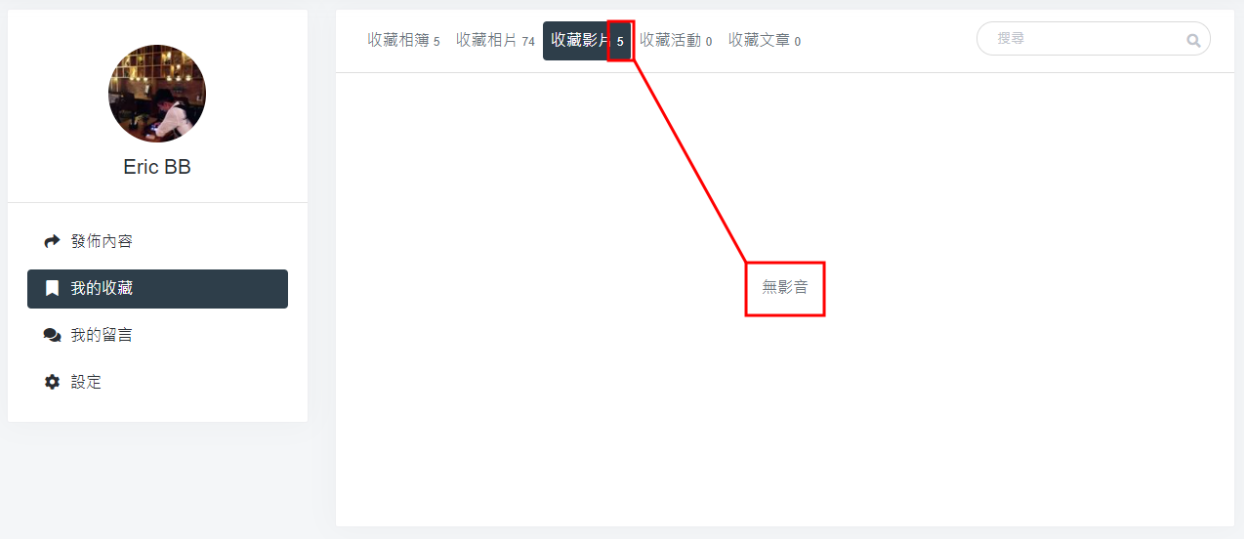 Eric BB
發佈內容
我的收藏
我的留言
設定
收藏相簿 5 收藏相片 74 收藏影片 5 收藏活動 0 收藏文章 0 搜尋
無影音